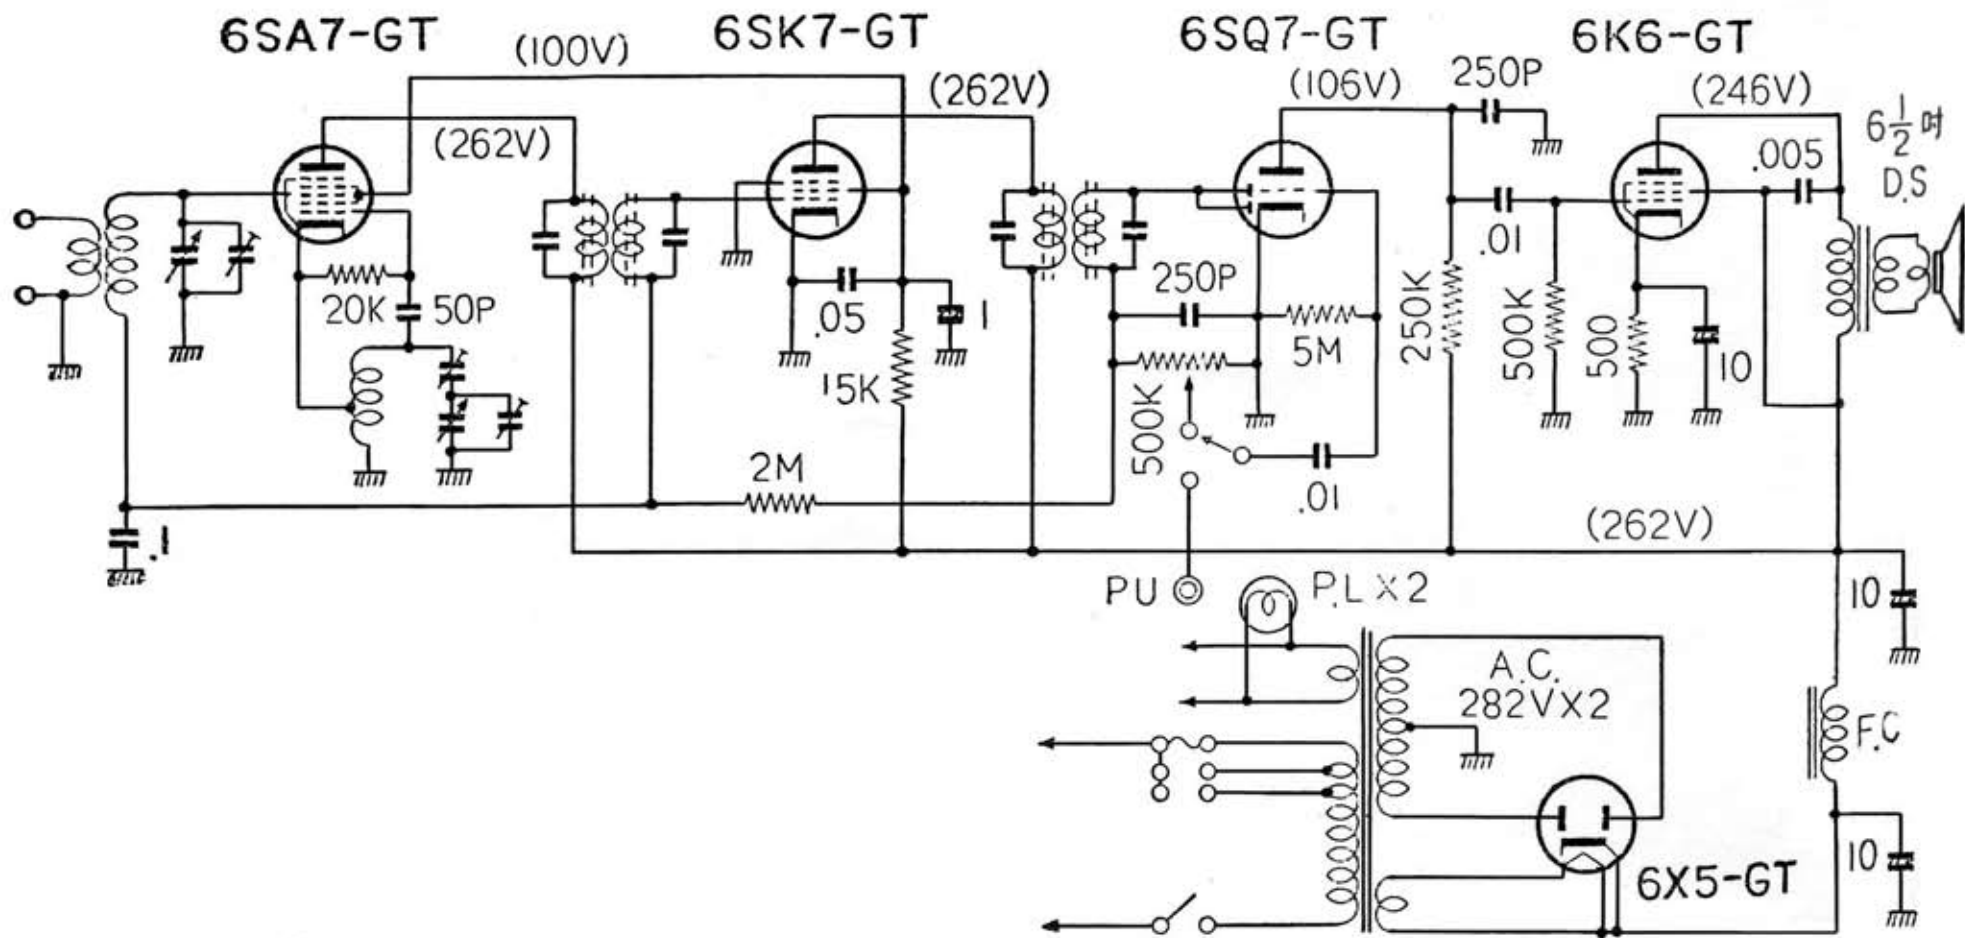 6SA7-GT
6SK7-GT
6SQ7-GT
6K6-GT
(100V)
(262V)
(262V)
(106V)
250P
(246V)
6 1/2 吋
D.S
.005
.01
20K
50P
.05
1
15K
250P
5M
250K
500K
500
10
500K
2M
.01
.1
(262V)
PU
P.L X 2
10
A.C.
282V X 2
F.C
10
6X5-GT